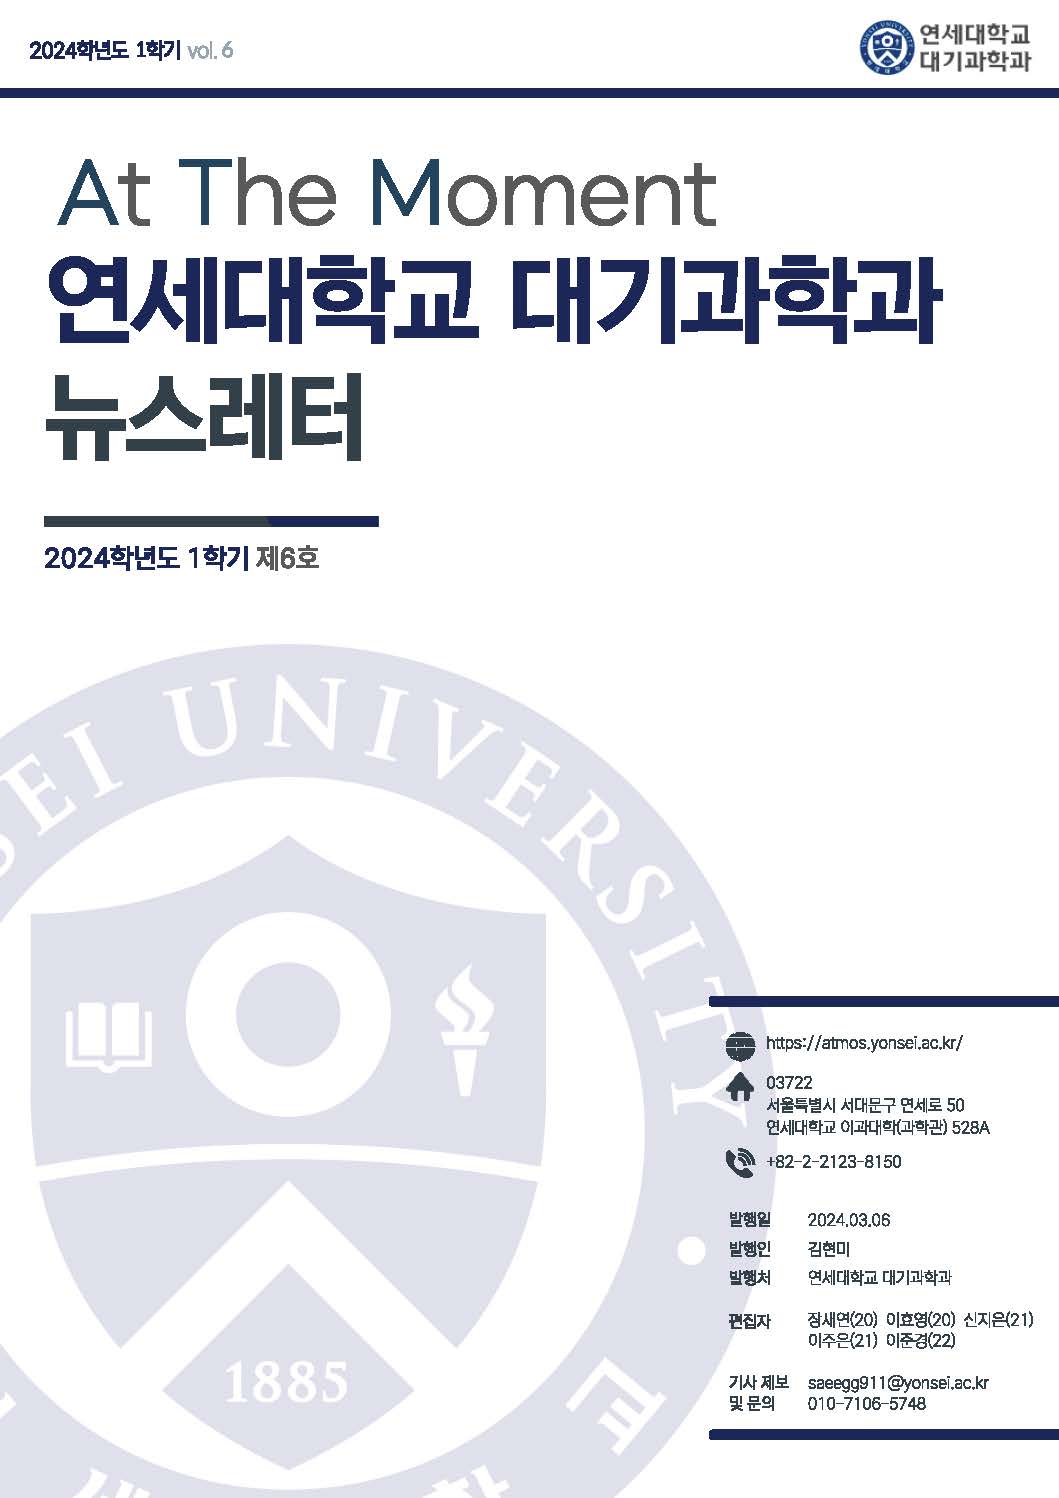 2024학년도 1학기 vol. 6
연세대학교
대기과학과
At The Moment
연세대학교 대기과학과
뉴스레터
2024학년도 1학기 제6호
SEI UNIVERSITY
1885
https://atmos.yonsei.ac.kr/
03722
서울특별시 서대문구 연세로 50
연세대학교 이과대학(과학관) 528A
+82-2-2123-8150
발행일 2024.03.06
발행인 김현미
발행처 연세대학교 대기과학과
편집자 장새연(20) 이효영(20) 신지은(21)
이주은(21) 이준경(22)
기사 제보 saeegg911@yonsei.ac.kr
및 문의 010-7106-5748